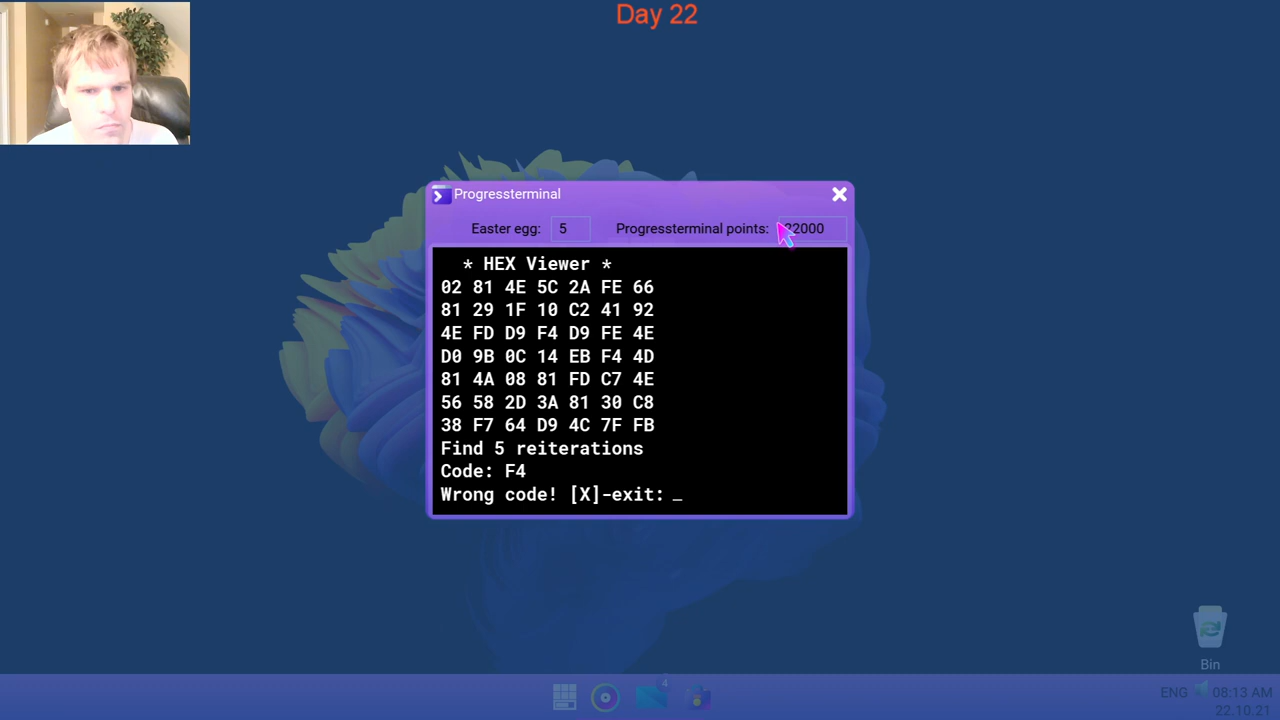 Day 22
Progressterminal
Easter egg: 5 Progressterminal points: 22000
* HEX Viewer *
02 81 4E 5C 2A FE 66
81 29 1F 10 C2 41 92
4E FD D9 F4 D9 FE 4E
D0 9B 0C 14 EB F4 4D
81 4A 08 81 FD C7 4E
56 58 2D 3A 81 30 C8
38 F7 64 D9 4C 7F FB
Find 5 reiterations
Code: F4
Wrong code! [X]-exit: _
Bin
4
ENG 08:13 AM
22.10.21